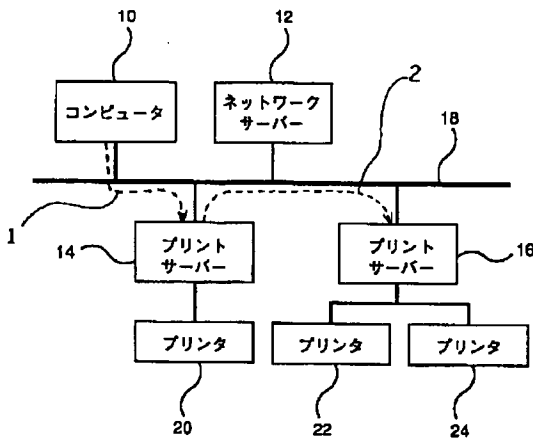 10
12
2
コンピュータ
ネットワーク
サーバー
18
1
14
プリント
サーバー
プリント
サーバー
16
プリンタ
プリンタ
プリンタ
20
22
24